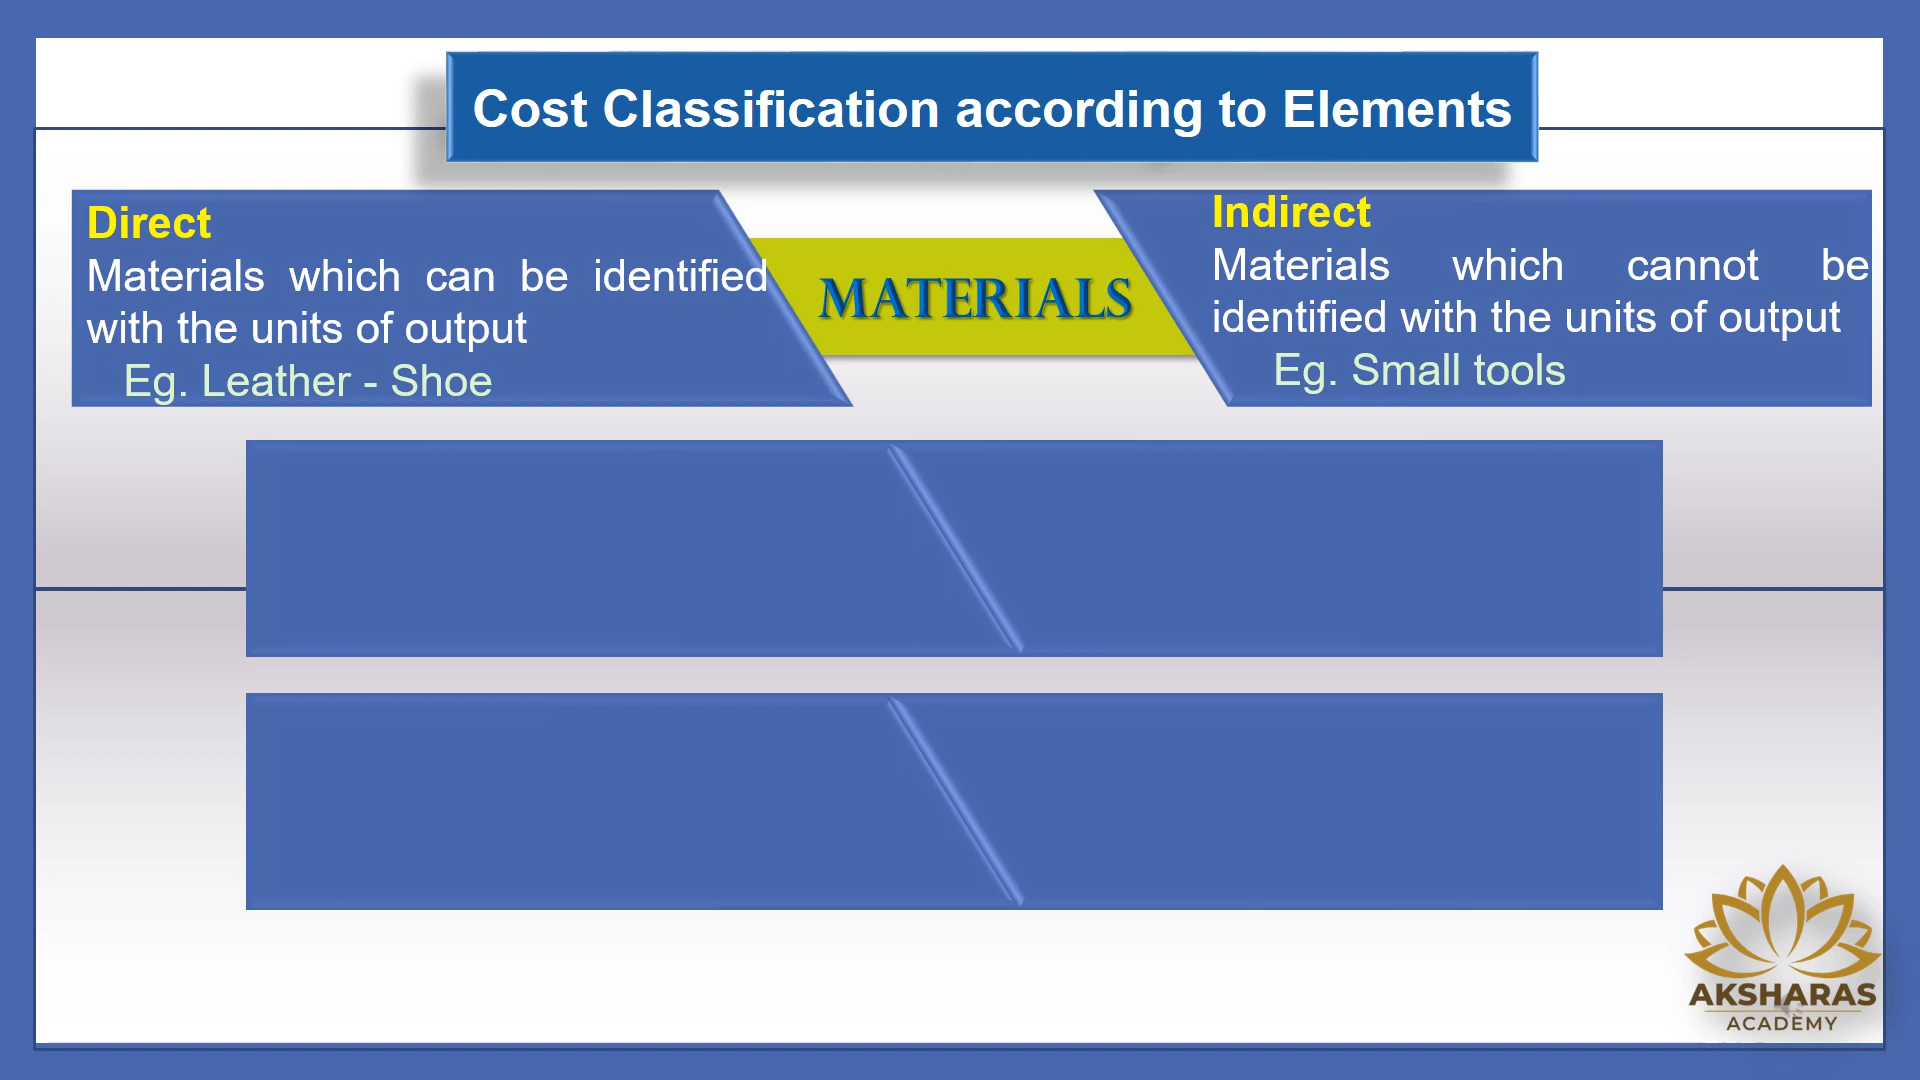 Cost Classification according to Elements
Direct
Materials which can be identified
with the units of output
Eg. Leather - Shoe
MATERIALS
Indirect
Materials which cannot be
identified with the units of output
Eg. Small tools
AKSHARAS
ACADEMY